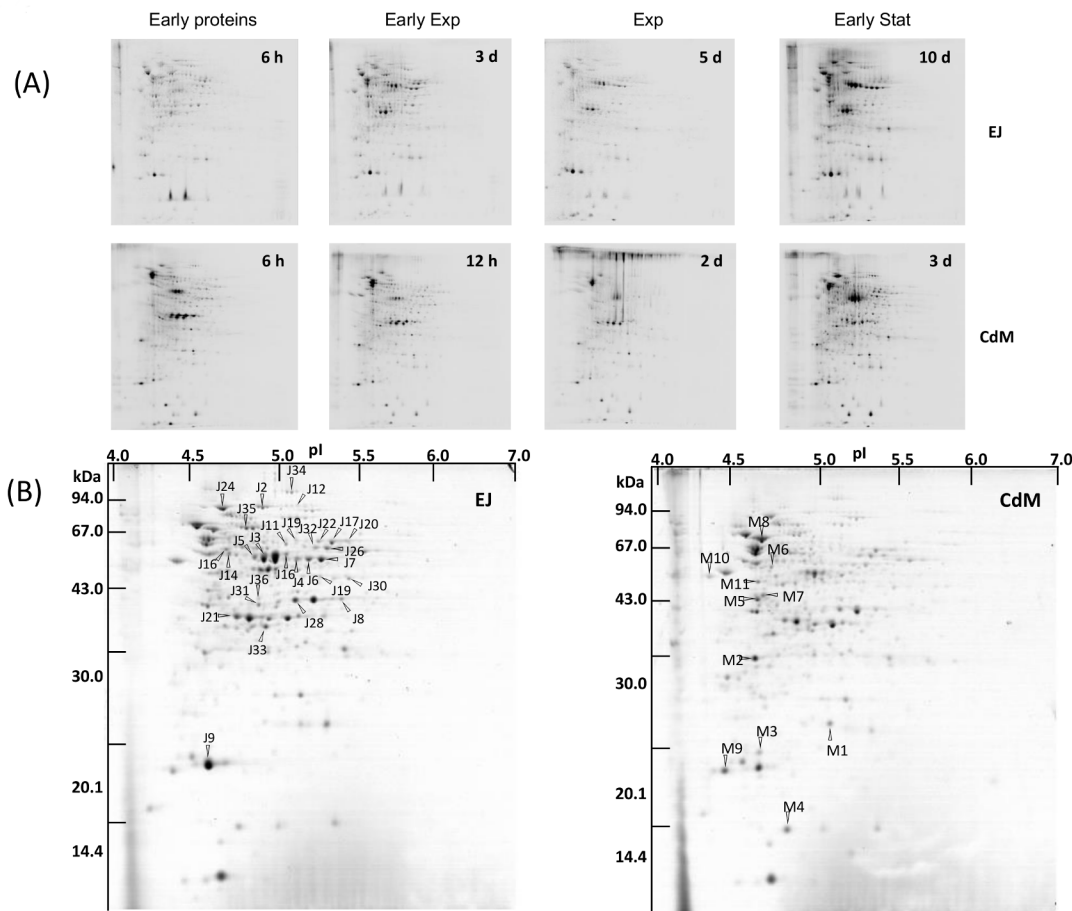 Early proteins Early Exp Exp Early Stat
(A)
6 h 3 d 5 d 10 d
EJ
6 h 12 h 2 d 3 d
CdM
(B)
4.0 4.5 5.0 pI 6.0 7.0
kDa
EJ
94.0
67.0
43.0
30.0
20.1
14.4
J34
J24 J2 J12
J35
J11 J19 J32 J22 J17 J20
J5 J3 J26
J16 J14 J16 J4 J6 J7
J36 J19 J30
J31
J21 J28 J8
J33
J9
4.0 4.5 5.0 pI 6.0 7.0
kDa
CdM
94.0
67.0
43.0
30.0
20.1
14.4
M8
M10 M6
M11
M5 M7
M2
M3
M9 M1
M4